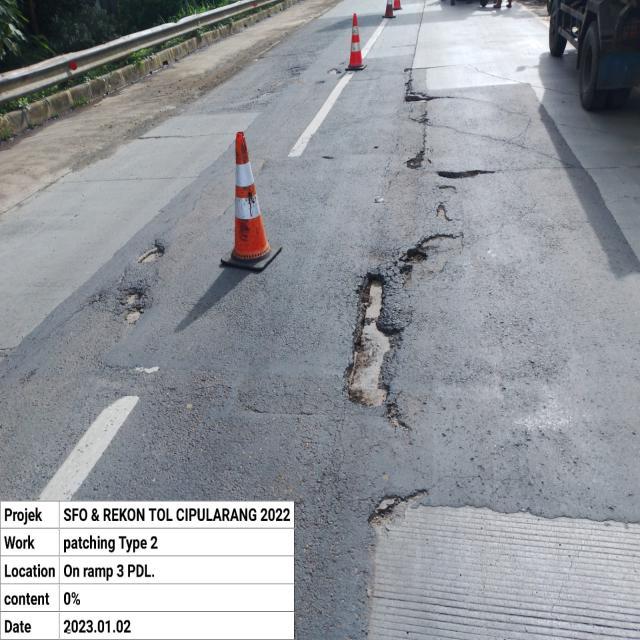 Projek SFO & REKON TOL CIPULARANG 2022
Work patching Type 2
Location On ramp 3 PDL.
content 0%
Date 2023.01.02